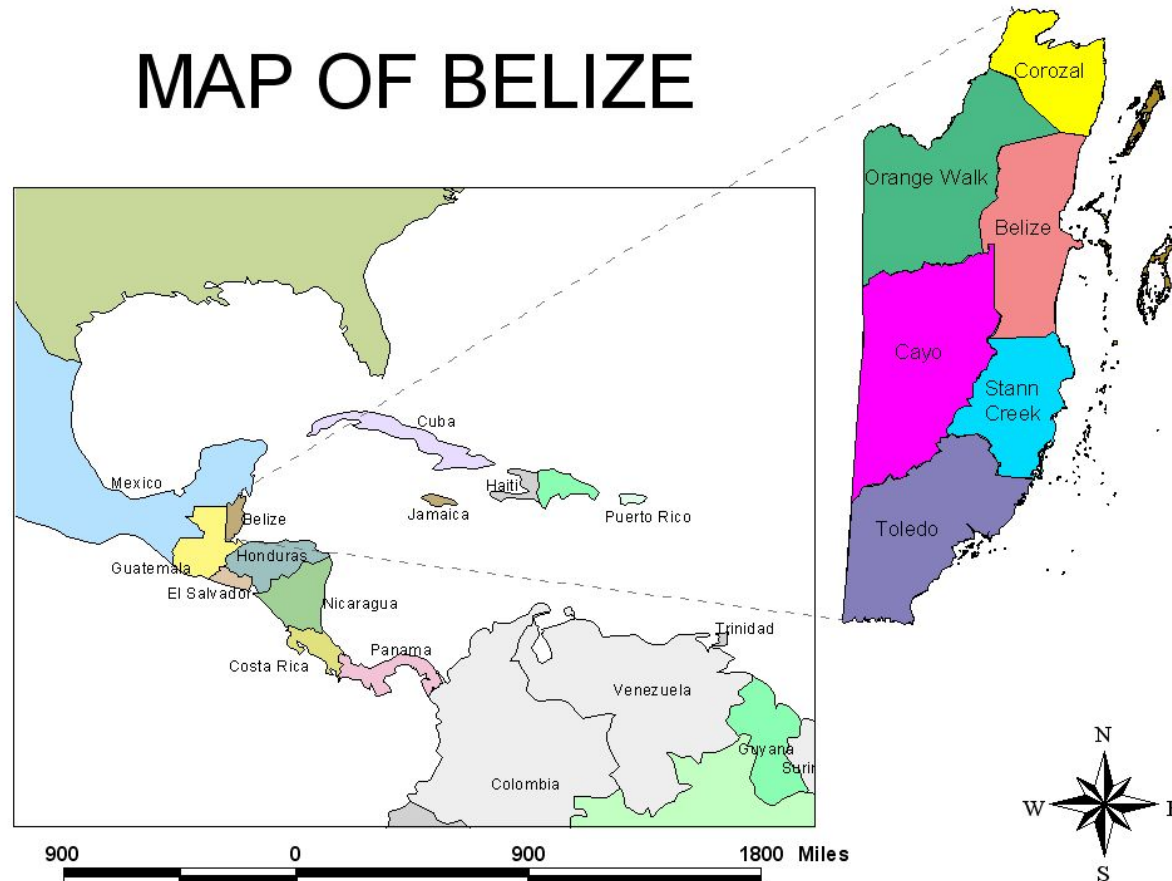 MAP OF BELIZE
Corozal
Orange Walk
Belize
Cayo
Stann
Creek
Toledo
Cuba
Mexico
Haiti
Jamaica
Puerto Rico
Belize
Honduras
Guatemala
El Salvador
Nicaragua
Trinidad
Costa Rica
Panama
Venezuela
Guyana
Surin
Colombia
N
W
E
S
900 0 900 1800 Miles